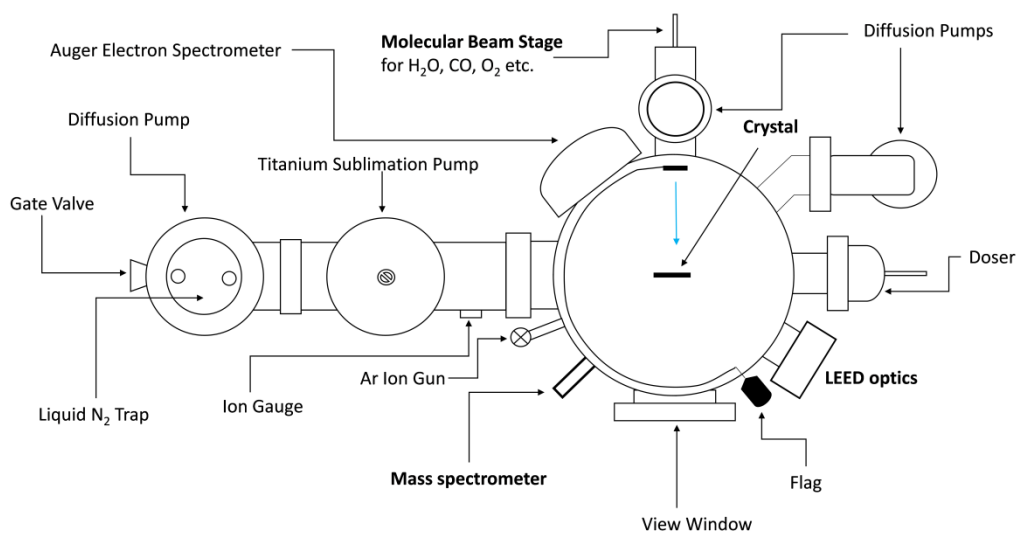 Auger Electron Spectrometer
Molecular Beam Stage
for H₂O, CO, O₂ etc.
Diffusion Pumps
Diffusion Pump
Crystal
Titanium Sublimation Pump
Gate Valve
Doser
Ar Ion Gun
LEED optics
Liquid N₂ Trap
Ion Gauge
Mass spectrometer
Flag
View Window